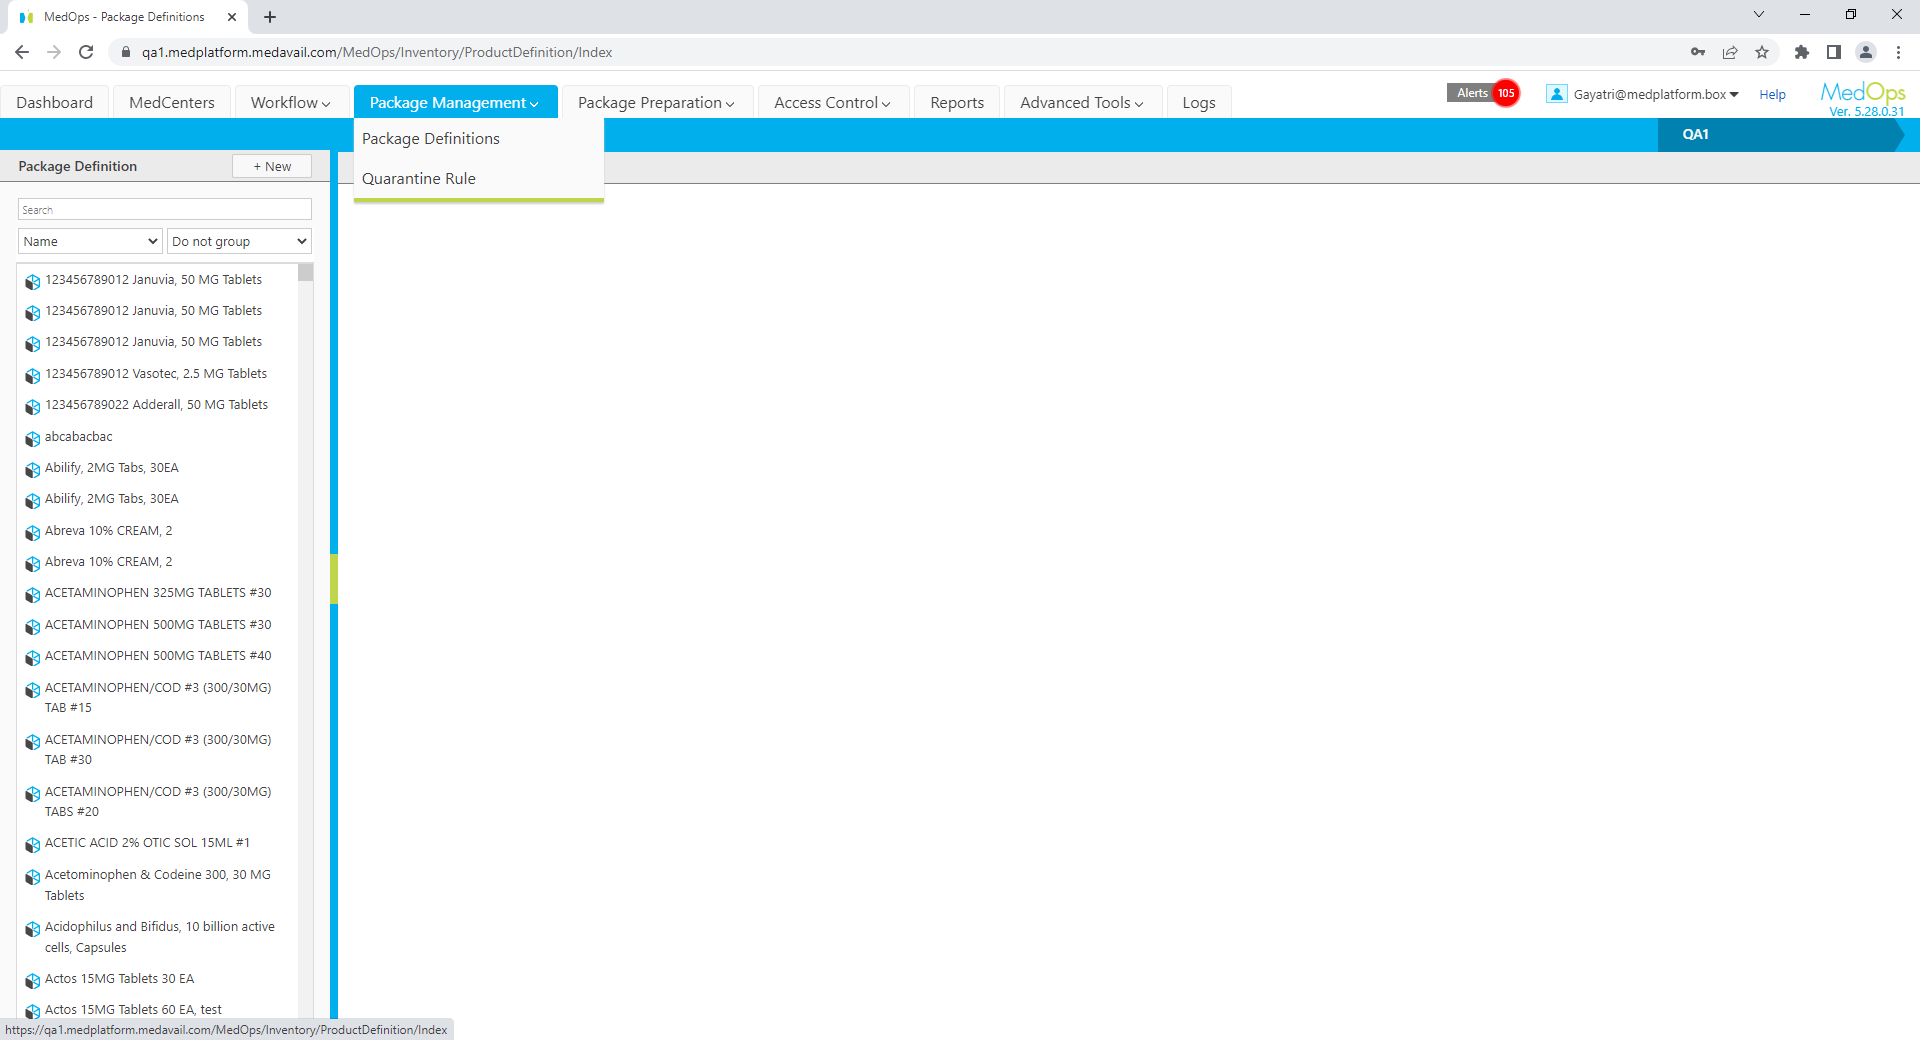 MedOps - Package Definitions
qa1.medplatform.medavail.com/MedOps/Inventory/ProductDefinition/Index
Dashboard
MedCenters
Workflow
Package Management
Package Preparation
Access Control
Reports
Advanced Tools
Logs
Alerts 105
Gayatri@medplatform.box
Help
MedOps
Ver. 5.28.0.31
Package Definitions
Quarantine Rule
QA1
Package Definition
+ New
Search
Name
Do not group
123456789012 Januvia, 50 MG Tablets
123456789012 Januvia, 50 MG Tablets
123456789012 Januvia, 50 MG Tablets
123456789012 Vasotec, 2.5 MG Tablets
123456789022 Adderall, 50 MG Tablets
abcabacbac
Abilify, 2MG Tabs, 30EA
Abilify, 2MG Tabs, 30EA
Abreva 10% CREAM, 2
Abreva 10% CREAM, 2
ACETAMINOPHEN 325MG TABLETS #30
ACETAMINOPHEN 500MG TABLETS #30
ACETAMINOPHEN 500MG TABLETS #40
ACETAMINOPHEN/COD #3 (300/30MG)
TAB #15
ACETAMINOPHEN/COD #3 (300/30MG)
TAB #30
ACETAMINOPHEN/COD #3 (300/30MG)
TABS #20
ACETIC ACID 2% OTIC SOL 15ML #1
Acetominophen & Codeine 300, 30 MG
Tablets
Acidophilus and Bifidus, 10 billion active
cells, Capsules
Actos 15MG Tablets 30 EA
Actos 15MG Tablets 60 EA, test
https://qa1.medplatform.medavail.com/MedOps/Inventory/ProductDefinition/Index